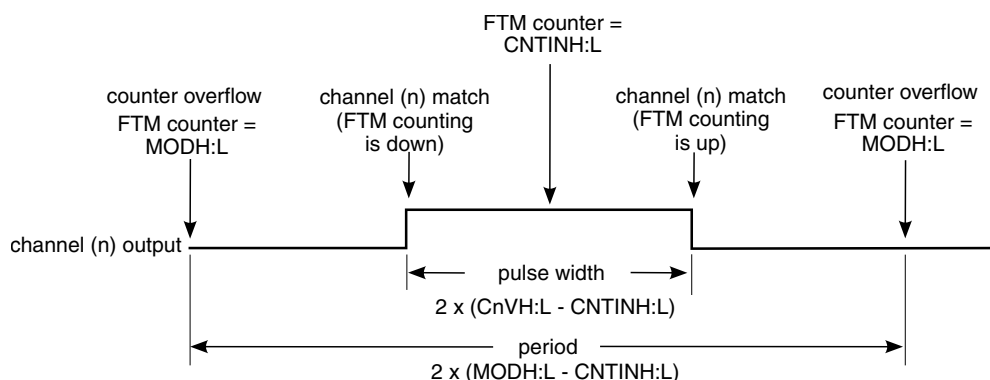 FTM counter =
CNTINH:L
counter overflow
FTM counter =
MODH:L
channel (n) match
(FTM counting
is down)
channel (n) match
(FTM counting
is up)
counter overflow
FTM counter =
MODH:L
channel (n) output
pulse width
2 x (CnVH:L - CNTINH:L)
period
2 x (MODH:L - CNTINH:L)